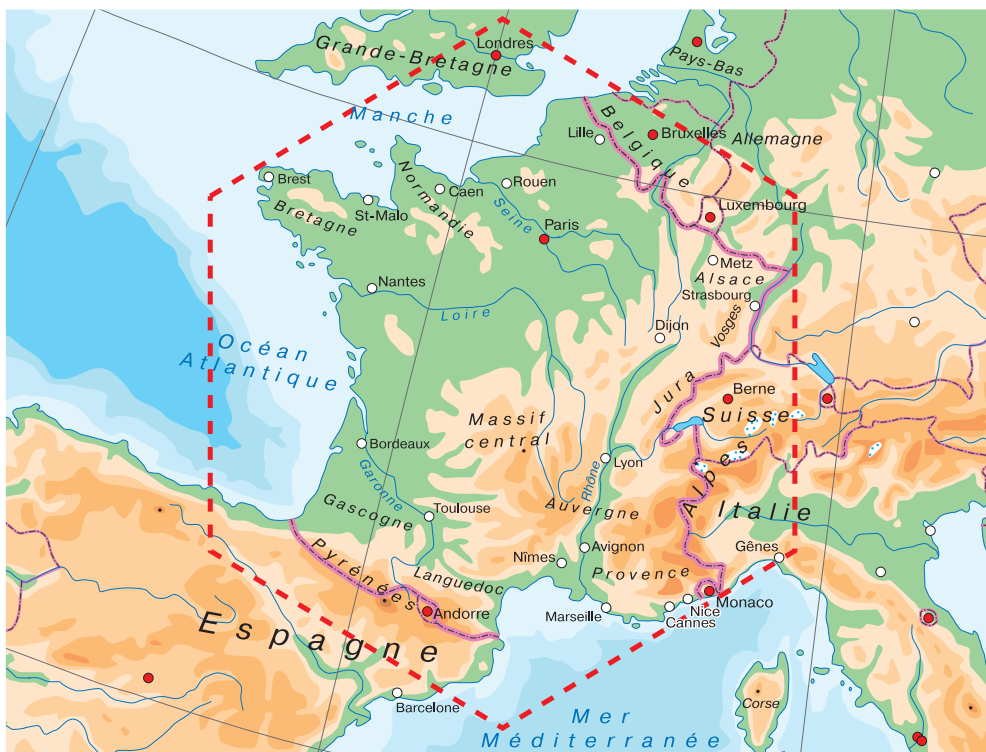 Londres
Grande-Bretagne
Pays-Bas
Manche
Lille
Belgique
Bruxelles
Allemagne
Brest
Bretagne
St-Malo
Normandie
Caen
Rouen
Seine
Paris
Luxembourg
Metz
Alsace
Strasbourg
Nantes
Loire
Dijon
Vosges
Océan
Atlantique
Jura
Berne
Suisse
Massif
central
Bordeaux
Garonne
Lyon
Rhône
Alpes
Auvergne
Italie
Gascogne
Toulouse
Gênes
Nîmes
Avignon
Pyrénées
Languedoc
Provence
Andorre
Marseille
Cannes
Nice
Monaco
Espagne
Barcelone
Corse
Mer
Méditerranée